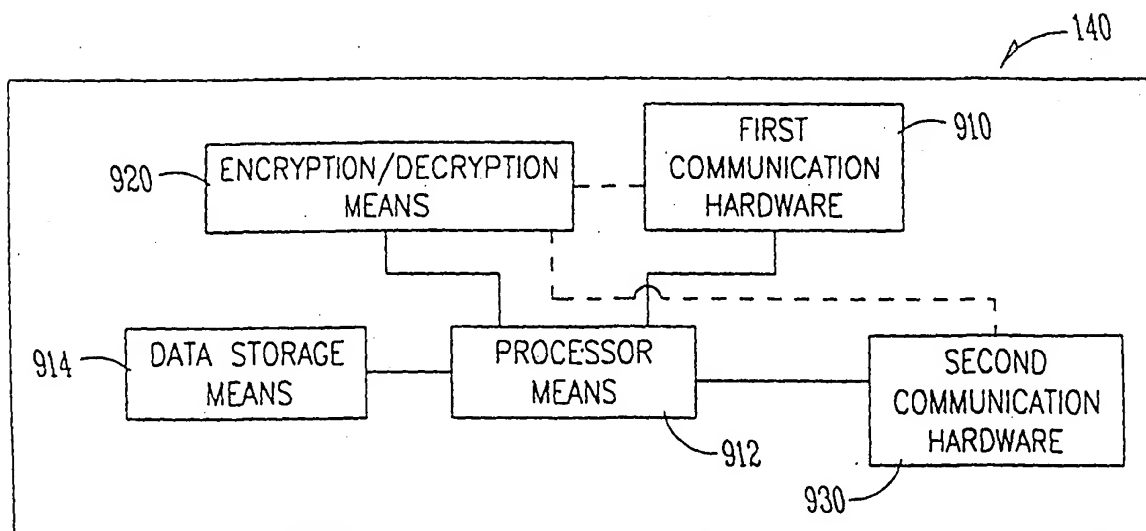 140
920
ENCRYPTION/DECRYPTION
MEANS
FIRST
COMMUNICATION
HARDWARE
910
914
DATA STORAGE
MEANS
PROCESSOR
MEANS
912
SECOND
COMMUNICATION
HARDWARE
930